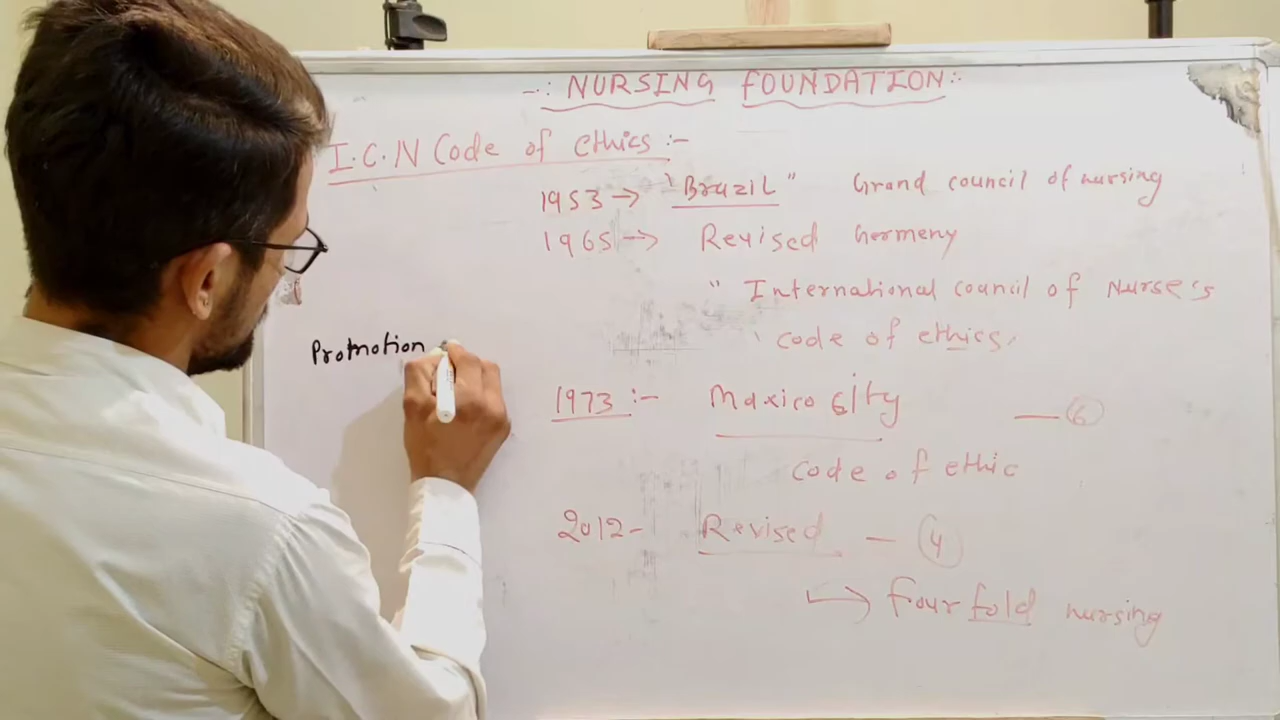 -:: NURSING FOUNDATION:-
I.C.N Code of ethics :-
1953 → "Brazil" Grand council of nursing
1965 → Revised Germeny
" International council of Nurse's
code of ethics,
Promotion
1973 :- Maxico City — 6
code of ethic
2012- Revised — 4
↳ four fold nursing